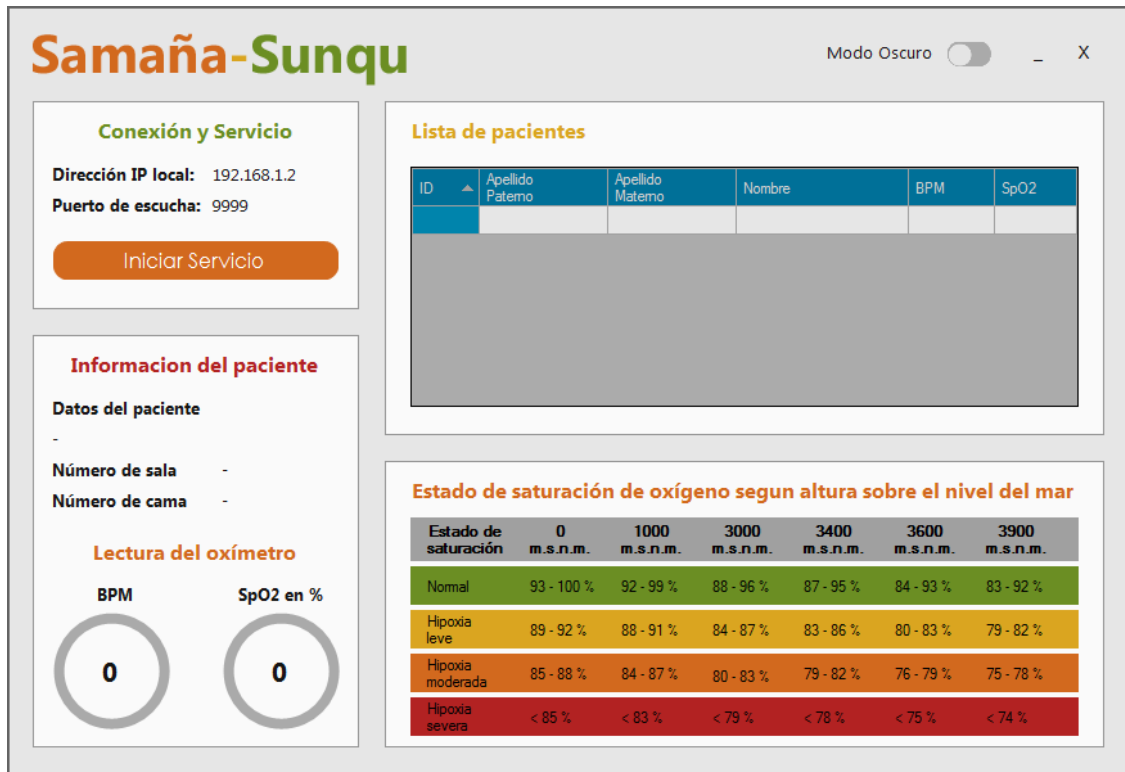 Samaña-Sunqu
Modo Oscuro
_ X
Conexión y Servicio
Dirección IP local: 192.168.1.2
Puerto de escucha: 9999
Iniciar Servicio
Lista de pacientes
ID Apellido Paterno Apellido Materno Nombre BPM SpO2
Informacion del paciente
Datos del paciente
-
Número de sala -
Número de cama -
Lectura del oxímetro
BPM SpO2 en %
0 0
Estado de saturación de oxígeno segun altura sobre el nivel del mar
Estado de saturación 0 m.s.n.m. 1000 m.s.n.m. 3000 m.s.n.m. 3400 m.s.n.m. 3600 m.s.n.m. 3900 m.s.n.m.
Normal 93 - 100 % 92 - 99 % 88 - 96 % 87 - 95 % 84 - 93 % 83 - 92 %
Hipoxia leve 89 - 92 % 88 - 91 % 84 - 87 % 83 - 86 % 80 - 83 % 79 - 82 %
Hipoxia moderada 85 - 88 % 84 - 87 % 80 - 83 % 79 - 82 % 76 - 79 % 75 - 78 %
Hipoxia severa < 85 % < 83 % < 79 % < 78 % < 75 % < 74 %